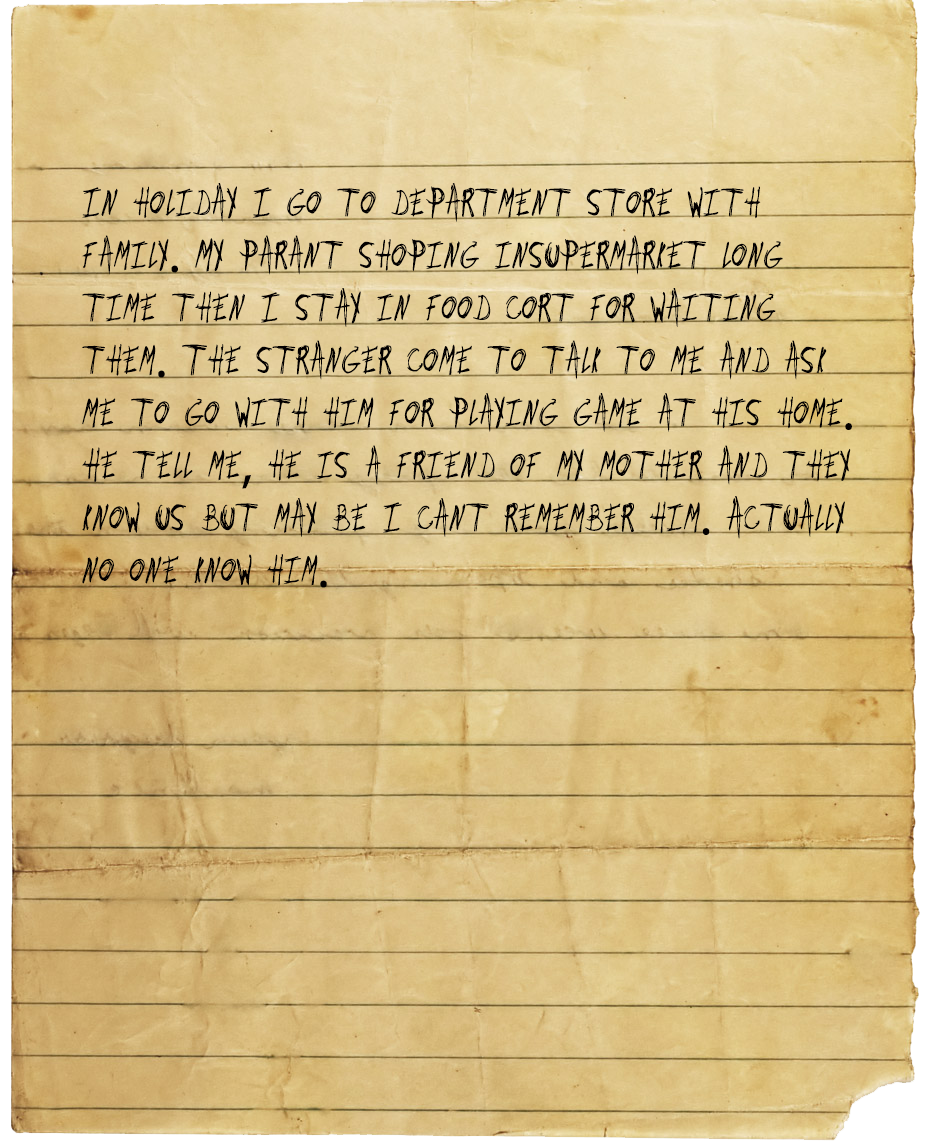 IN HOLIDAY I GO TO DEPARTMENT STORE WITH
FAMILY. MY PARANT SHOPING INSUPERMARKET LONG
TIME THEN I STAY IN FOOD CORT FOR WAITING
THEM. THE STRANGER COME TO TALK TO ME AND ASK
ME TO GO WITH HIM FOR PLAYING GAME AT HIS HOME.
HE TELL ME, HE IS A FRIEND OF MY MOTHER AND THEY
KNOW US BUT MAY BE I CANT REMEMBER HIM. ACTUALLY
NO ONE KNOW HIM.